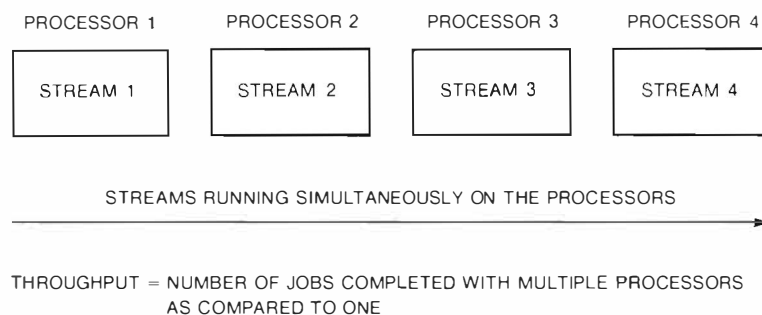 PROCESSOR 1 PROCESSOR 2 PROCESSOR 3 PROCESSOR 4
STREAM 1 STREAM 2 STREAM 3 STREAM 4
STREAMS RUNNING SIMULTANEOUSLY ON THE PROCESSORS
THROUGHPUT = NUMBER OF JOBS COMPLETED WITH MULTIPLE PROCESSORS
AS COMPARED TO ONE